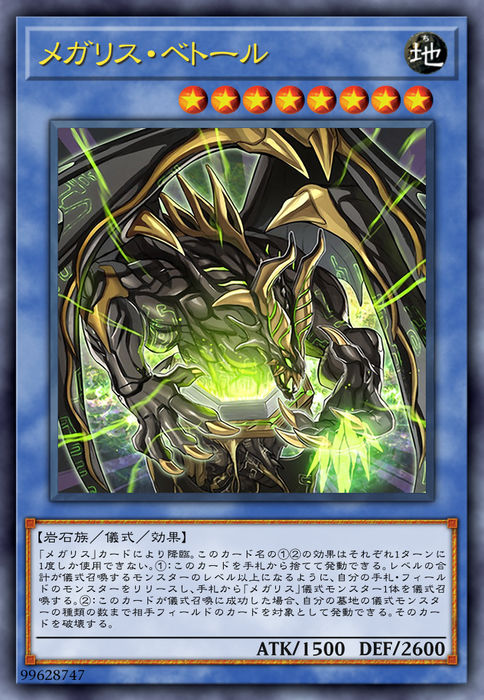 メガリス・ベトール
地
ち
【岩石族／儀式／効果】
「メガリス」カードにより降臨。このカード名の①②の効果はそれぞれ1ターンに
1度しか使用できない。①：このカードを手札から捨てて発動できる。レベルの合
計が儀式召喚するモンスターのレベル以上になるように、自分の手札・フィール
ドのモンスターをリリースし、手札から「メガリス」儀式モンスター1体を儀式召
喚する。②：このカードが儀式召喚に成功した場合、自分の墓地の儀式モンスタ
ーの種類の数まで相手フィールドのカードを対象として発動できる。そのカー
ドを破壊する。
ATK/1500 DEF/2600
99628747